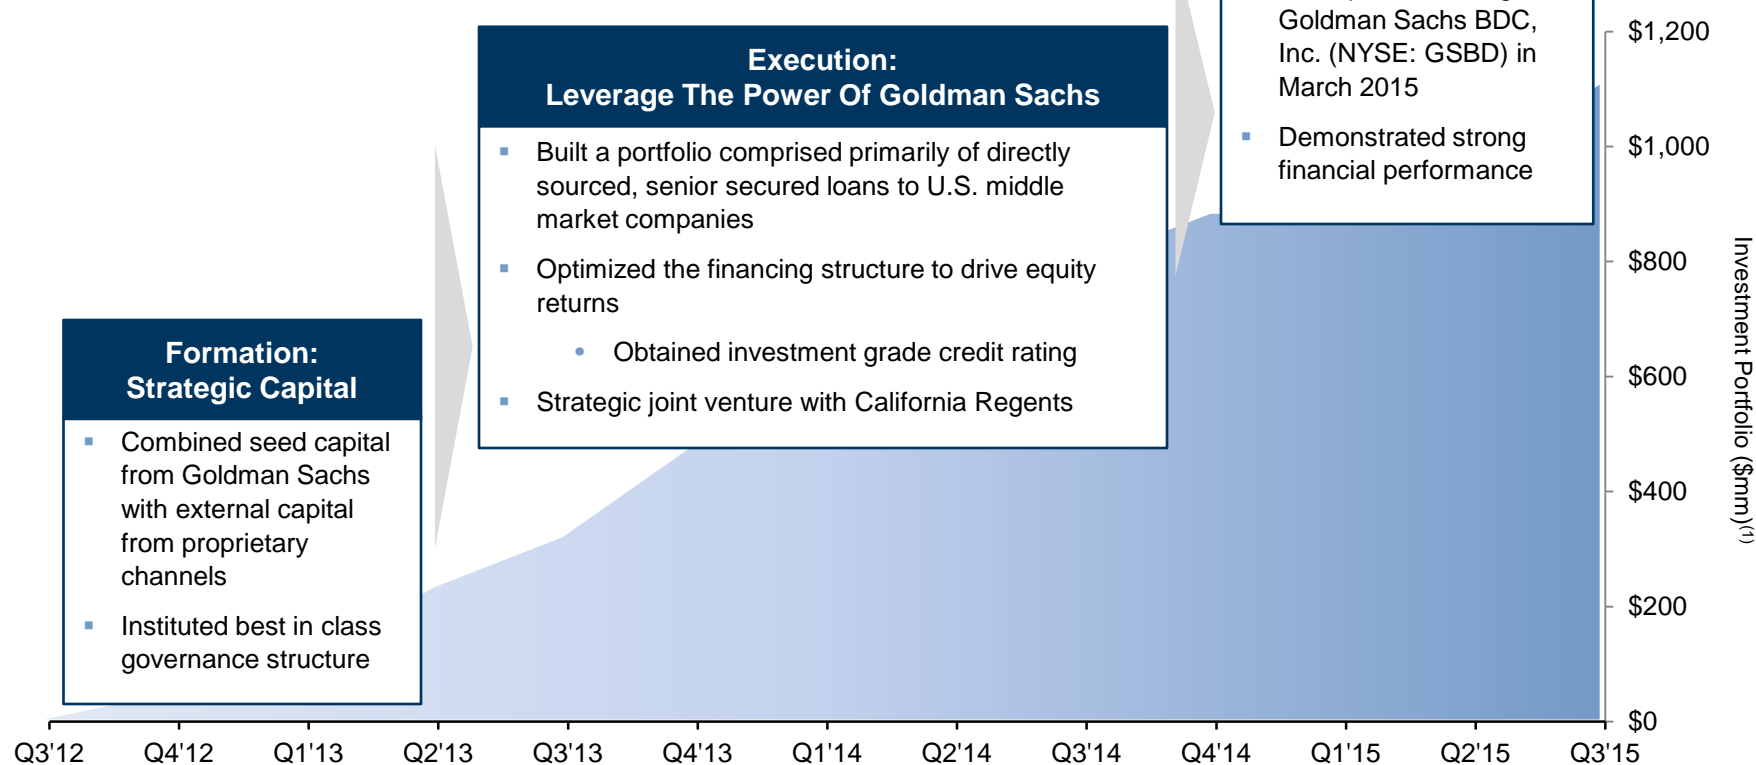 Goldman Sachs BDC,
Inc. (NYSE: GSBD) in
March 2015
Demonstrated strong
financial performance
Execution:
Leverage The Power Of Goldman Sachs
Built a portfolio comprised primarily of directly
sourced, senior secured loans to U.S. middle
market companies
Optimized the financing structure to drive equity
returns
Obtained investment grade credit rating
Strategic joint venture with California Regents
Formation:
Strategic Capital
Combined seed capital
from Goldman Sachs
with external capital
from proprietary
channels
Instituted best in class
governance structure
$1,200
$1,000
$800
$600
$400
$200
$0
Investment Portfolio ($mm)(1)
Q3'12 Q4'12 Q1'13 Q2'13 Q3'13 Q4'13 Q1'14 Q2'14 Q3'14 Q4'14 Q1'15 Q2'15 Q3'15